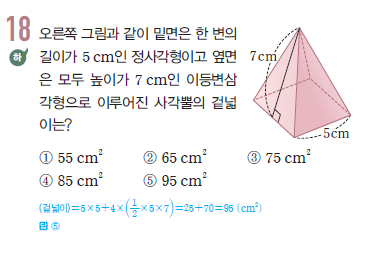 18
하
오른쪽 그림과 같이 밑면은 한 변의
길이가 5 cm인 정사각형이고 옆면
은 모두 높이가 7 cm인 이등변삼
각형으로 이루어진 사각뿔의 겉넓
이는?
7cm
5cm
① 55 cm² ② 65 cm² ③ 75 cm²
④ 85 cm² ⑤ 95 cm²
(겉넓이)=5×5+4×(1/2×5×7)=25+70=95 (cm²)
답 ⑤